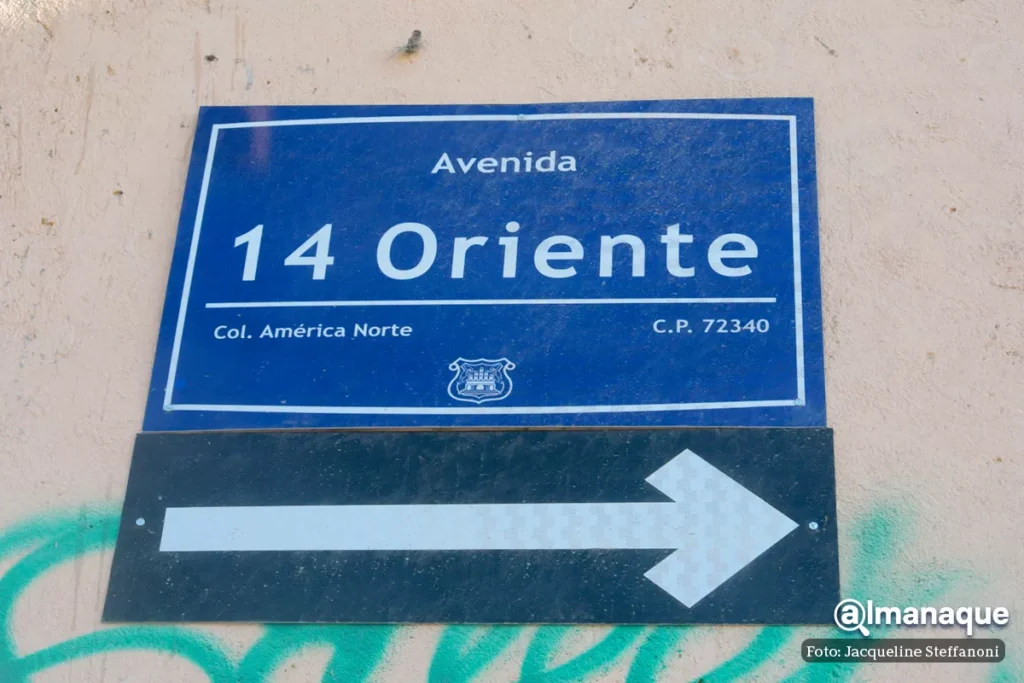 Avenida
14 Oriente
Col. América Norte C.P. 72340
@lmanaque
Foto: Jacqueline Steffanoni